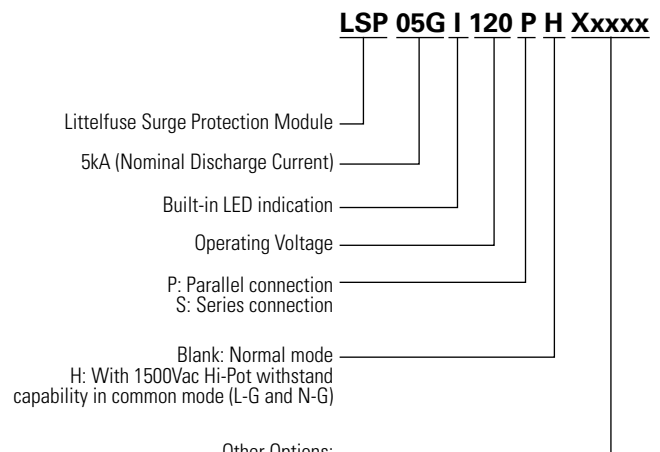 LSP 05G I 120 P H Xxxxx
Littelfuse Surge Protection Module
5kA (Nominal Discharge Current)
Built-in LED indication
Operating Voltage
P: Parallel connection
S: Series connection
Blank: Normal mode
H: With 1500Vac Hi-Pot withstand
capability in common mode (L-G and N-G)
Other Options: